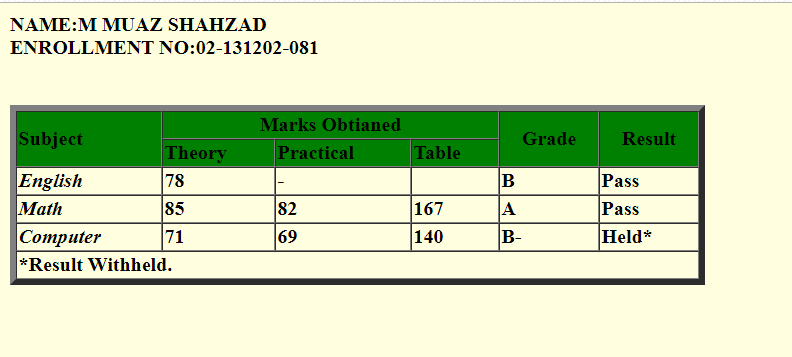 NAME:M MUAZ SHAHZAD
ENROLLMENT NO:02-131202-081
Subject Marks Obtianed Grade Result
Theory Practical Table
English 78 - B Pass
Math 85 82 167 A Pass
Computer 71 69 140 B- Held*
*Result Withheld.